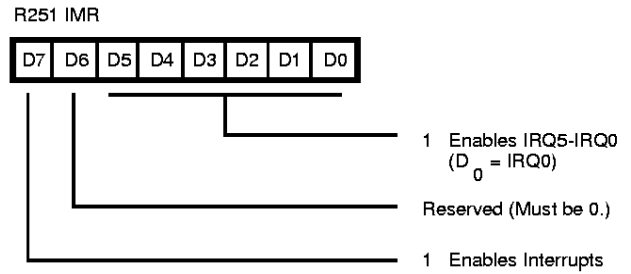 R251 IMR
D7 D6 D5 D4 D3 D2 D1 D0
1 Enables IRQ5-IRQ0
(D0 = IRQ0)
Reserved (Must be 0.)
1 Enables Interrupts